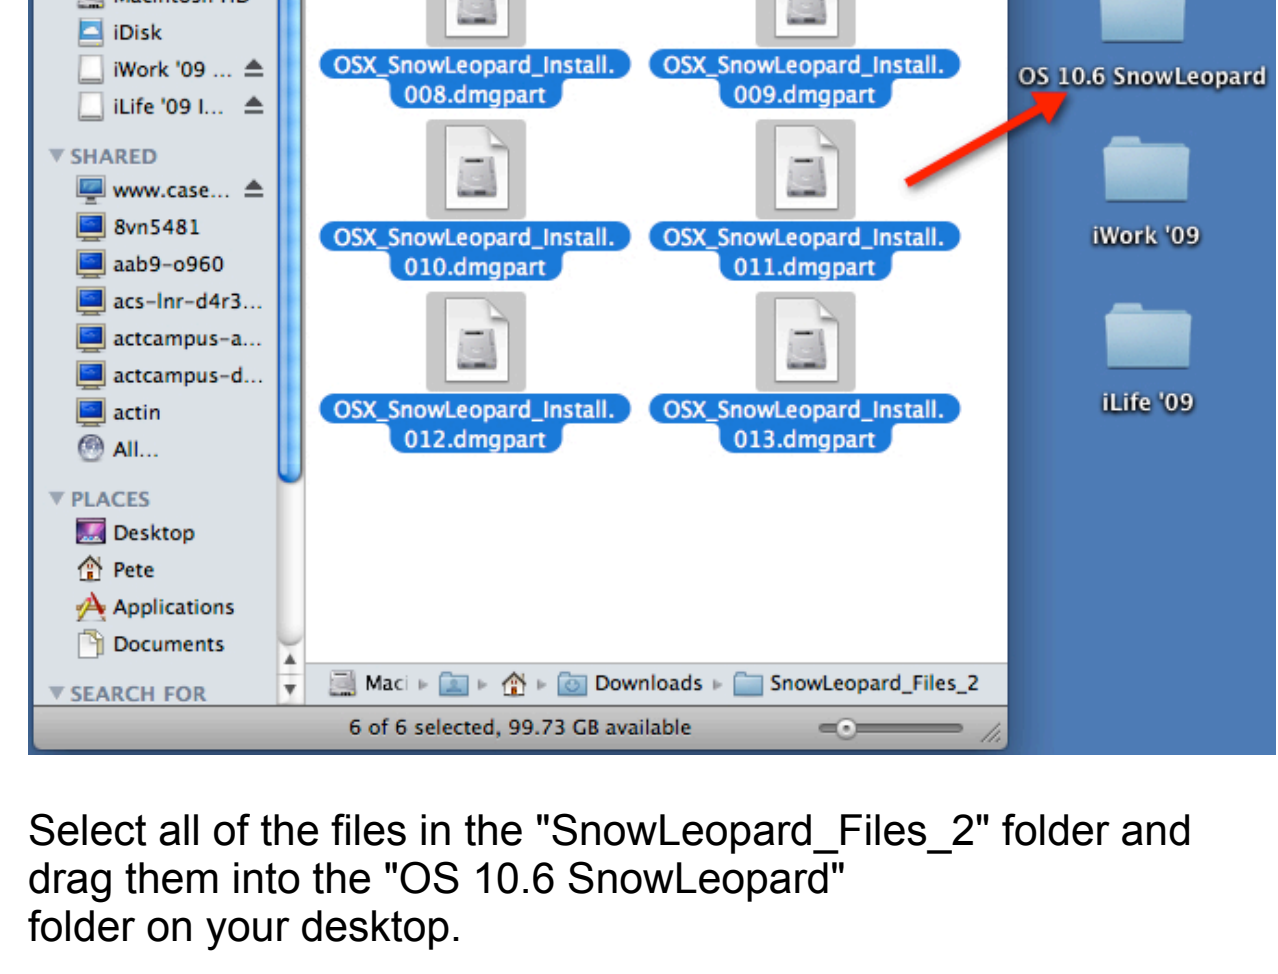 Macintosh HD
iDisk
iWork '09 ...
iLife '09 I...
SHARED
www.case...
8vn5481
aab9-o960
acs-lnr-d4r3...
actcampus-a...
actcampus-d...
actin
All...
PLACES
Desktop
Pete
Applications
Documents
SEARCH FOR
OSX_SnowLeopard_Install.
008.dmgpart
OSX_SnowLeopard_Install.
009.dmgpart
OSX_SnowLeopard_Install.
010.dmgpart
OSX_SnowLeopard_Install.
011.dmgpart
OSX_SnowLeopard_Install.
012.dmgpart
OSX_SnowLeopard_Install.
013.dmgpart
Maci Downloads SnowLeopard_Files_2
6 of 6 selected, 99.73 GB available
OS 10.6 SnowLeopard
iWork '09
iLife '09
Select all of the files in the "SnowLeopard_Files_2" folder and
drag them into the "OS 10.6 SnowLeopard"
folder on your desktop.